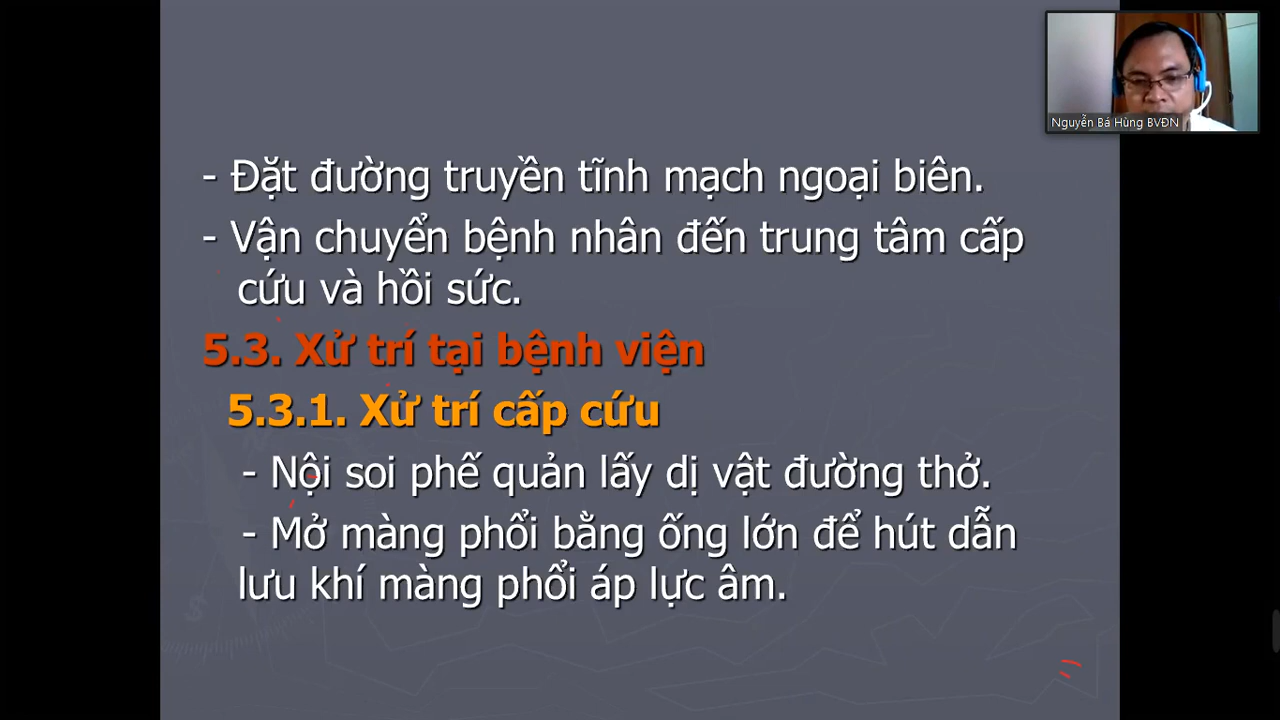 Nguyễn Bá Hùng BVĐN
- Đặt đường truyền tĩnh mạch ngoại biên.
- Vận chuyển bệnh nhân đến trung tâm cấp
cứu và hồi sức.
5.3. Xử trí tại bệnh viện
5.3.1. Xử trí cấp cứu
- Nội soi phế quản lấy dị vật đường thở.
- Mở màng phổi bằng ống lớn để hút dẫn
lưu khí màng phổi áp lực âm.